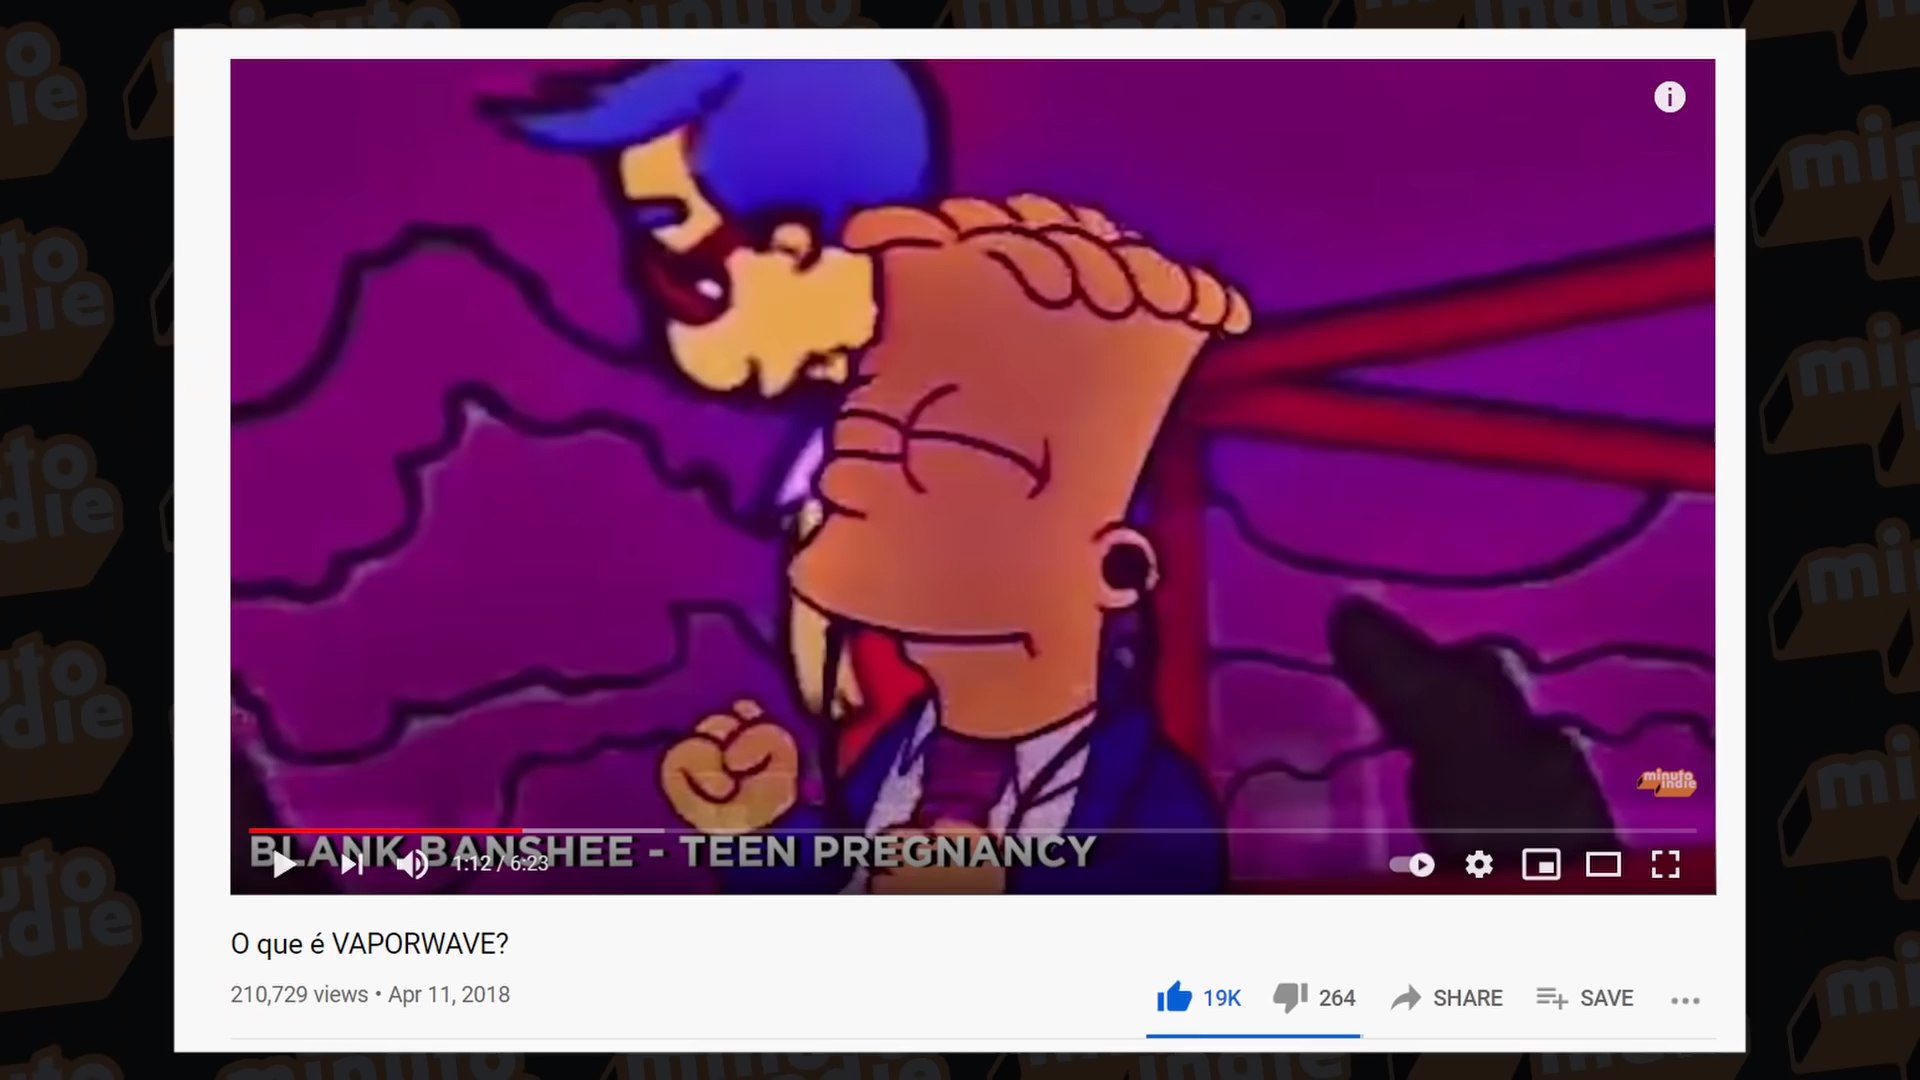 minuto
indie
BLANK BANSHEE - TEEN PREGNANCY
1:12 / 6:23
O que é VAPORWAVE?
210,729 views • Apr 11, 2018
19K
264
SHARE
SAVE